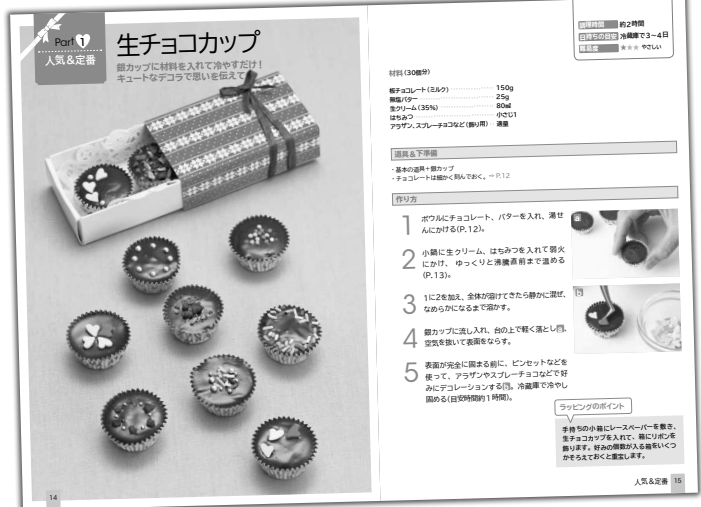 Part 1
人気&定番
生チョコカップ
銀カップに材料を入れて冷やすだけ!
キュートなデコラで思いを伝えて
14
調理時間 約2時間
日持ちの目安 冷蔵庫で3~4日
難易度 ★★★ やさしい
材料(30個分)
板チョコレート(ミルク) 150g
無塩バター 25g
生クリーム(35%) 80㎖
はちみつ 小さじ1
アラザン、スプレーチョコなど(飾り用) 適量
道具&下準備
・基本の道具+銀カップ
・チョコレートは細かく刻んでおく。⇒P.12
作り方
1 ボウルにチョコレート、バターを入れ、湯せ
んにかける(P.12)。
2 小鍋に生クリーム、はちみつを入れて弱火
にかけ、ゆっくりと沸騰直前まで温める
(P.13)。
3 1に2を加え、全体が溶けてきたら静かに混ぜ、
なめらかになるまで溶かす。
4 銀カップに流し入れ、台の上で軽く落としa、
空気を抜いて表面をならす。
5 表面が完全に固まる前に、ピンセットなどを
使って、アラザンやスプレーチョコなどで好
みにデコレーションするb。冷蔵庫で冷やし
固める(目安時間約1時間)。
a
b
ラッピングのポイント
手持ちの小箱にレースペーパーを敷き、
生チョコカップを入れて、箱にリボンを
飾ります。好みの個数が入る箱をいくつ
かそろえておくと重宝します。
人気&定番 15